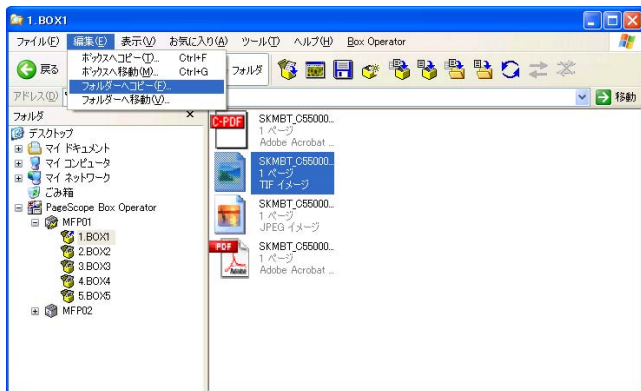 1.BOX1
ファイル(F) 編集(E) 表示(V) お気に入り(A) ツール(T) ヘルプ(H) Box Operator
戻る
フォルダ
ボックスへコピー(T)... Ctrl+F
ボックスへ移動(M)... Ctrl+G
フォルダーへコピー(F)...
フォルダーへ移動(V)...
アドレス(D)
移動
フォルダ ×
デスクトップ
マイ ドキュメント
マイ コンピュータ
マイ ネットワーク
ごみ箱
PageScope Box Operator
MFP01
1.BOX1
2.BOX2
3.BOX3
4.BOX4
5.BOX5
MFP02
C-PDF
SKMBT_C55000...
1 ページ
Adobe Acrobat ...
SKMBT_C55000...
1 ページ
TIF イメージ
SKMBT_C55000...
1 ページ
JPEG イメージ
PDF
Adobe
SKMBT_C55000...
1 ページ
Adobe Acrobat ...